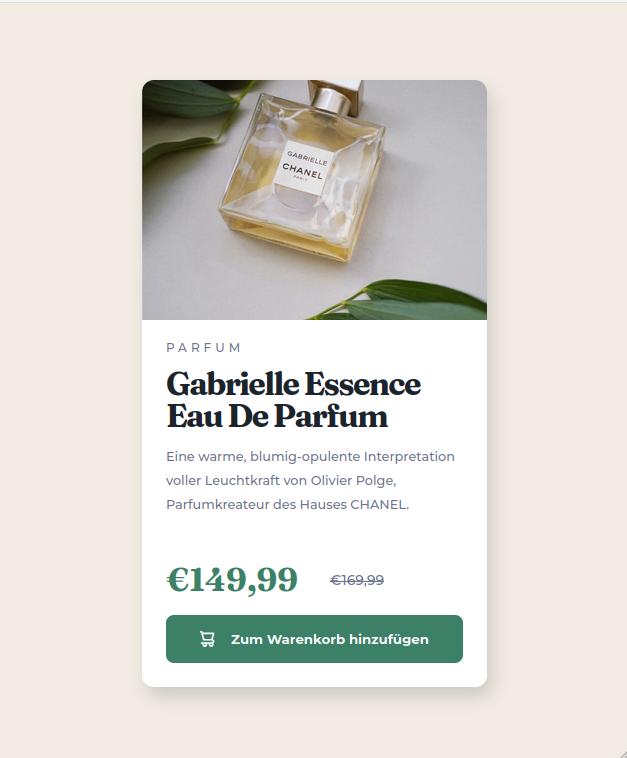 GABRIELLE
CHANEL
PARIS
PARFUM
Gabrielle Essence
Eau De Parfum
Eine warme, blumig-opulente Interpretation
voller Leuchtkraft von Olivier Polge,
Parfumkreateur des Hauses CHANEL.
€149,99 €169,99
Zum Warenkorb hinzufügen